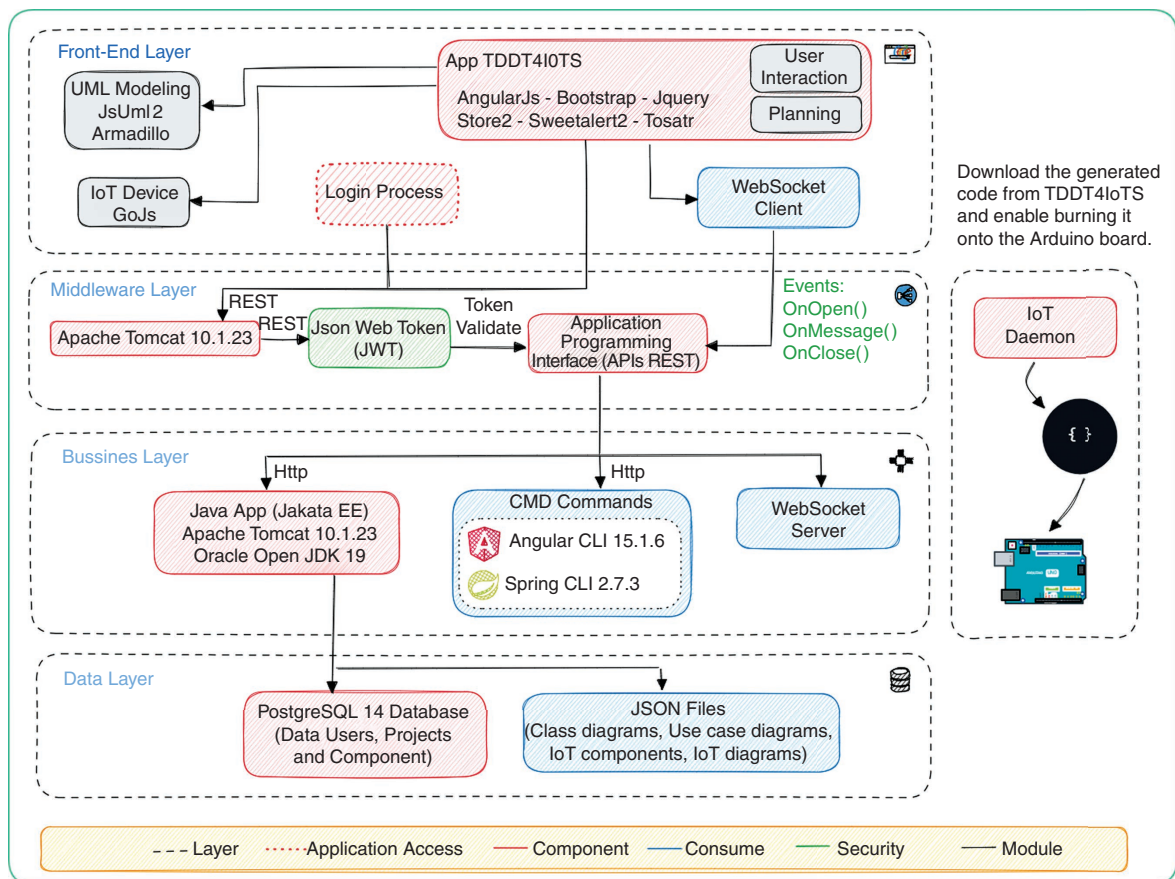 Front-End Layer
App TDDT4I0TS
User
Interaction
Planning
AngularJs - Bootstrap - Jquery
Store2 - Sweetalert2 - Tosatr
UML Modeling
JsUml2
Armadillo
IoT Device
GoJs
Login Process
WebSocket
Client
Download the generated
code from TDDT4IoTS
and enable burning it
onto the Arduino board.
Middleware Layer
REST
REST
Apache Tomcat 10.1.23
Json Web Token
(JWT)
Token
Validate
Application
Programming
Interface (APIs REST)
Events:
OnOpen()
OnMessage()
OnClose()
IoT
Daemon
{ }
Bussines Layer
Http
Http
Java App (Jakata EE)
Apache Tomcat 10.1.23
Oracle Open JDK 19
CMD Commands
Angular CLI 15.1.6
Spring CLI 2.7.3
WebSocket
Server
Data Layer
PostgreSQL 14 Database
(Data Users, Projects
and Component)
JSON Files
(Class diagrams, Use case diagrams,
IoT components, IoT diagrams)
Layer
Application Access
Component
Consume
Security
Module